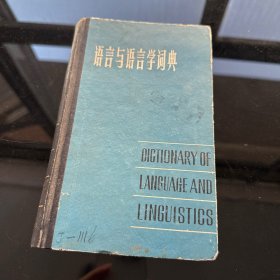 语言与语言学词典
DICTIONARY OF
LANGUAGE AND
LINGUISTICS